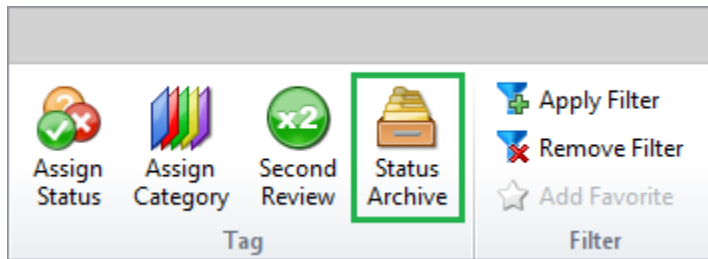 x2
Assign
Status
Assign
Category
Second
Review
Status
Archive
Tag
Apply Filter
Remove Filter
Add Favorite
Filter